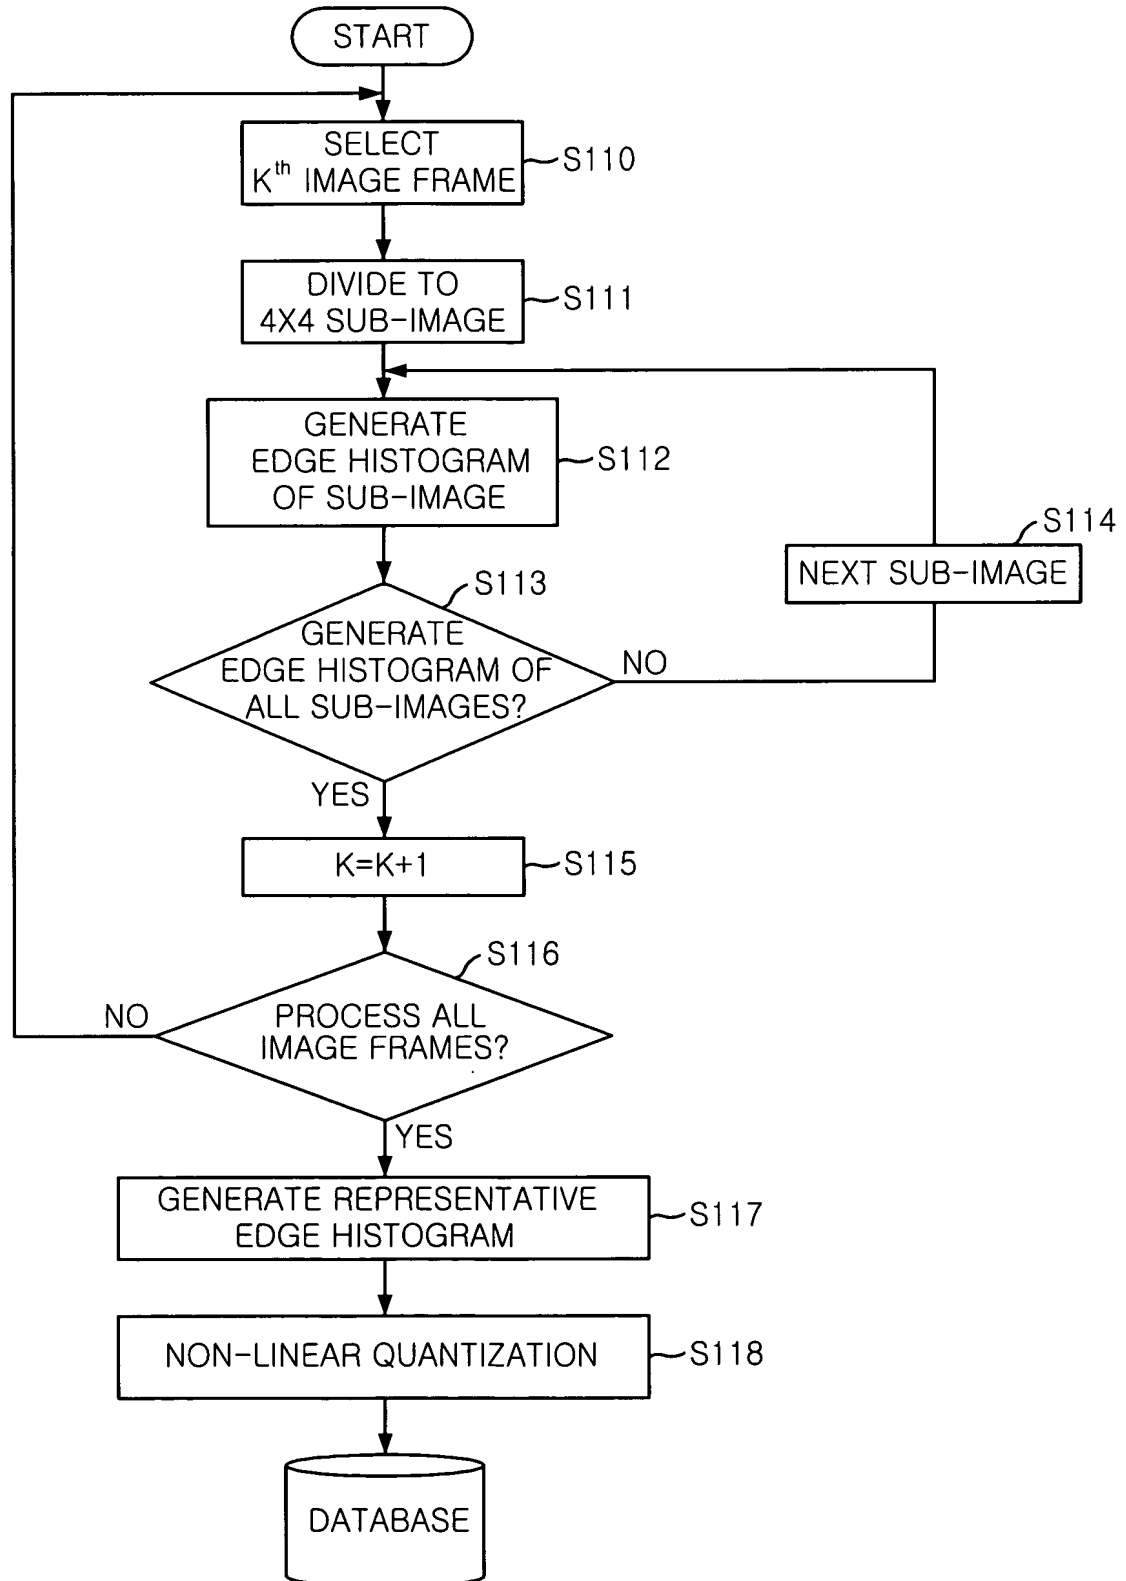 START
SELECT
Kth IMAGE FRAME
S110
DIVIDE TO
4X4 SUB-IMAGE
S111
GENERATE
EDGE HISTOGRAM
OF SUB-IMAGE
S112
S114
NEXT SUB-IMAGE
S113
GENERATE
EDGE HISTOGRAM OF
ALL SUB-IMAGES?
NO
YES
K=K+1
S115
S116
PROCESS ALL
IMAGE FRAMES?
NO
YES
GENERATE REPRESENTATIVE
EDGE HISTOGRAM
S117
NON-LINEAR QUANTIZATION
S118
DATABASE